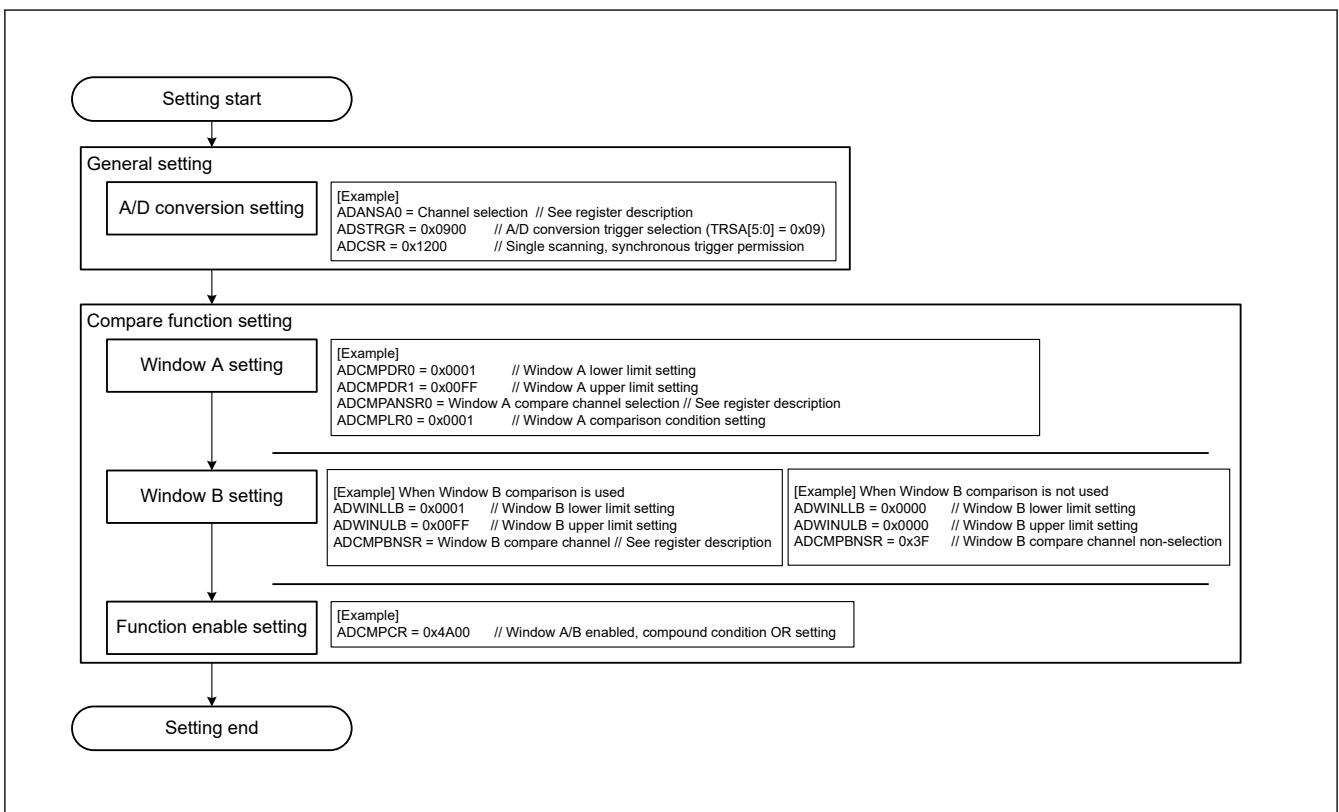 Setting start
General setting
A/D conversion setting
[Example]
ADANSA0 = Channel selection // See register description
ADSTRGR = 0x0900 // A/D conversion trigger selection (TRSA[5:0] = 0x09)
ADCSR = 0x1200 // Single scanning, synchronous trigger permission
Compare function setting
Window A setting
[Example]
ADCMPDR0 = 0x0001 // Window A lower limit setting
ADCMPDR1 = 0x00FF // Window A upper limit setting
ADCMPANSR0 = Window A compare channel selection // See register description
ADCMPLR0 = 0x0001 // Window A comparison condition setting
Window B setting
[Example] When Window B comparison is used
ADWINLLB = 0x0001 // Window B lower limit setting
ADWINULB = 0x00FF // Window B upper limit setting
ADCMPBNSR = Window B compare channel // See register description
[Example] When Window B comparison is not used
ADWINLLB = 0x0000 // Window B lower limit setting
ADWINULB = 0x0000 // Window B upper limit setting
ADCMPBNSR = 0x3F // Window B compare channel non-selection
Function enable setting
[Example]
ADCMPCR = 0x4A00 // Window A/B enabled, compound condition OR setting
Setting end